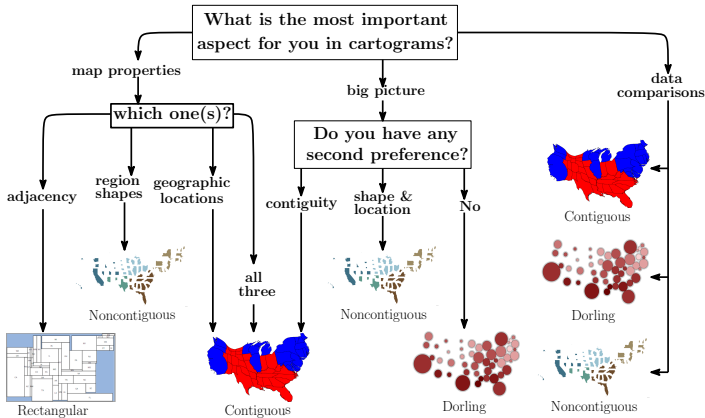 What is the most important
aspect for you in cartograms?
map properties
big picture
data
comparisons
which one(s)?
Do you have any
second preference?
adjacency
region
shapes
geographic
locations
all
three
contiguity
shape &
location
No
Contiguous
Noncontiguous
Noncontiguous
Dorling
Rectangular
Contiguous
Dorling
Noncontiguous